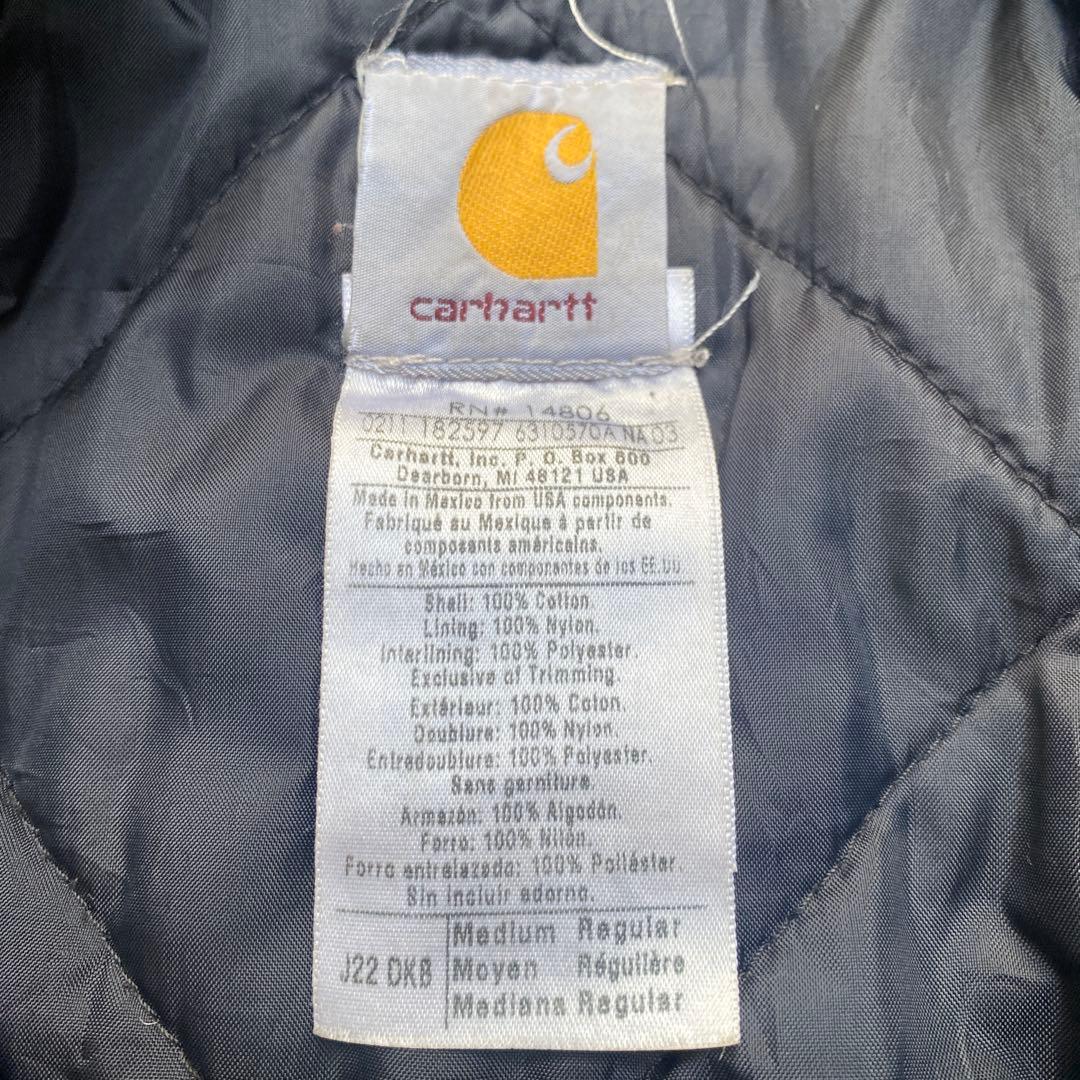 carhartt
RN# 14806
0211 182597 6310570A NA 03
Carhartt, Inc. P. O. Box 600
Dearborn, MI 48121 USA
Made in Mexico from USA components.
Fabriqué au Mexique à partir de
composants américains.
Hecho en México con componentes de los EE.UU
Shell: 100% Cotton.
Lining: 100% Nylon.
Interlining: 100% Polyester.
Exclusive of Trimming.
Extérieur: 100% Coton.
Doublure: 100% Nylon.
Entredoublure: 100% Polyester.
Sans garniture.
Armazón: 100% Algodón.
Forro: 100% Nilón.
Forro entrelazado: 100% Poliéster.
Sin incluir adorno.
J22 DKB
Medium Regular
Moyen Régulière
Mediana Regular